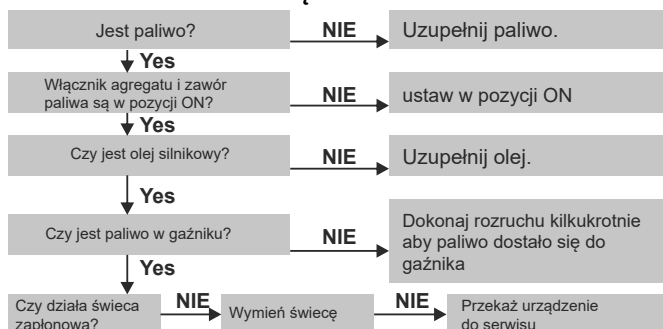 Jest paliwo?
NIE
Uzupełnij paliwo.
Yes
Włącznik agregatu i zawór
paliwa są w pozycji ON?
NIE
ustaw w pozycji ON
Yes
Czy jest olej silnikowy?
NIE
Uzupełnij olej.
Yes
Czy jest paliwo w gaźniku?
NIE
Dokonaj rozruchu kilkukrotnie
aby paliwo dostało się do
gaźnika
Yes
Czy działa świeca
zapłonowa?
NIE
Wymień świecę
NIE
Przekaż urządzenie
do serwisu